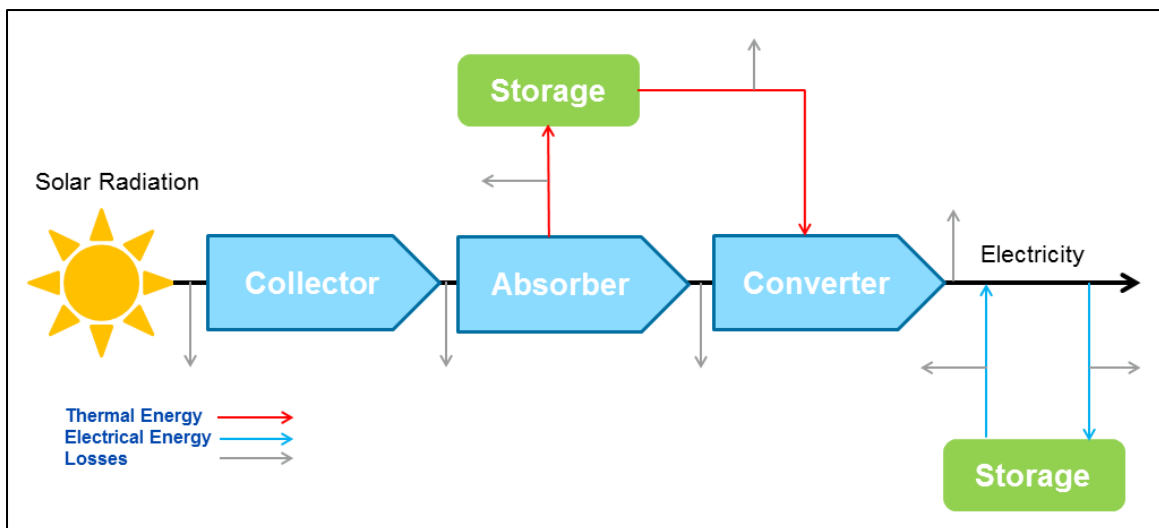 Storage
Solar Radiation
Collector
Absorber
Converter
Electricity
Thermal Energy
Electrical Energy
Losses
Storage